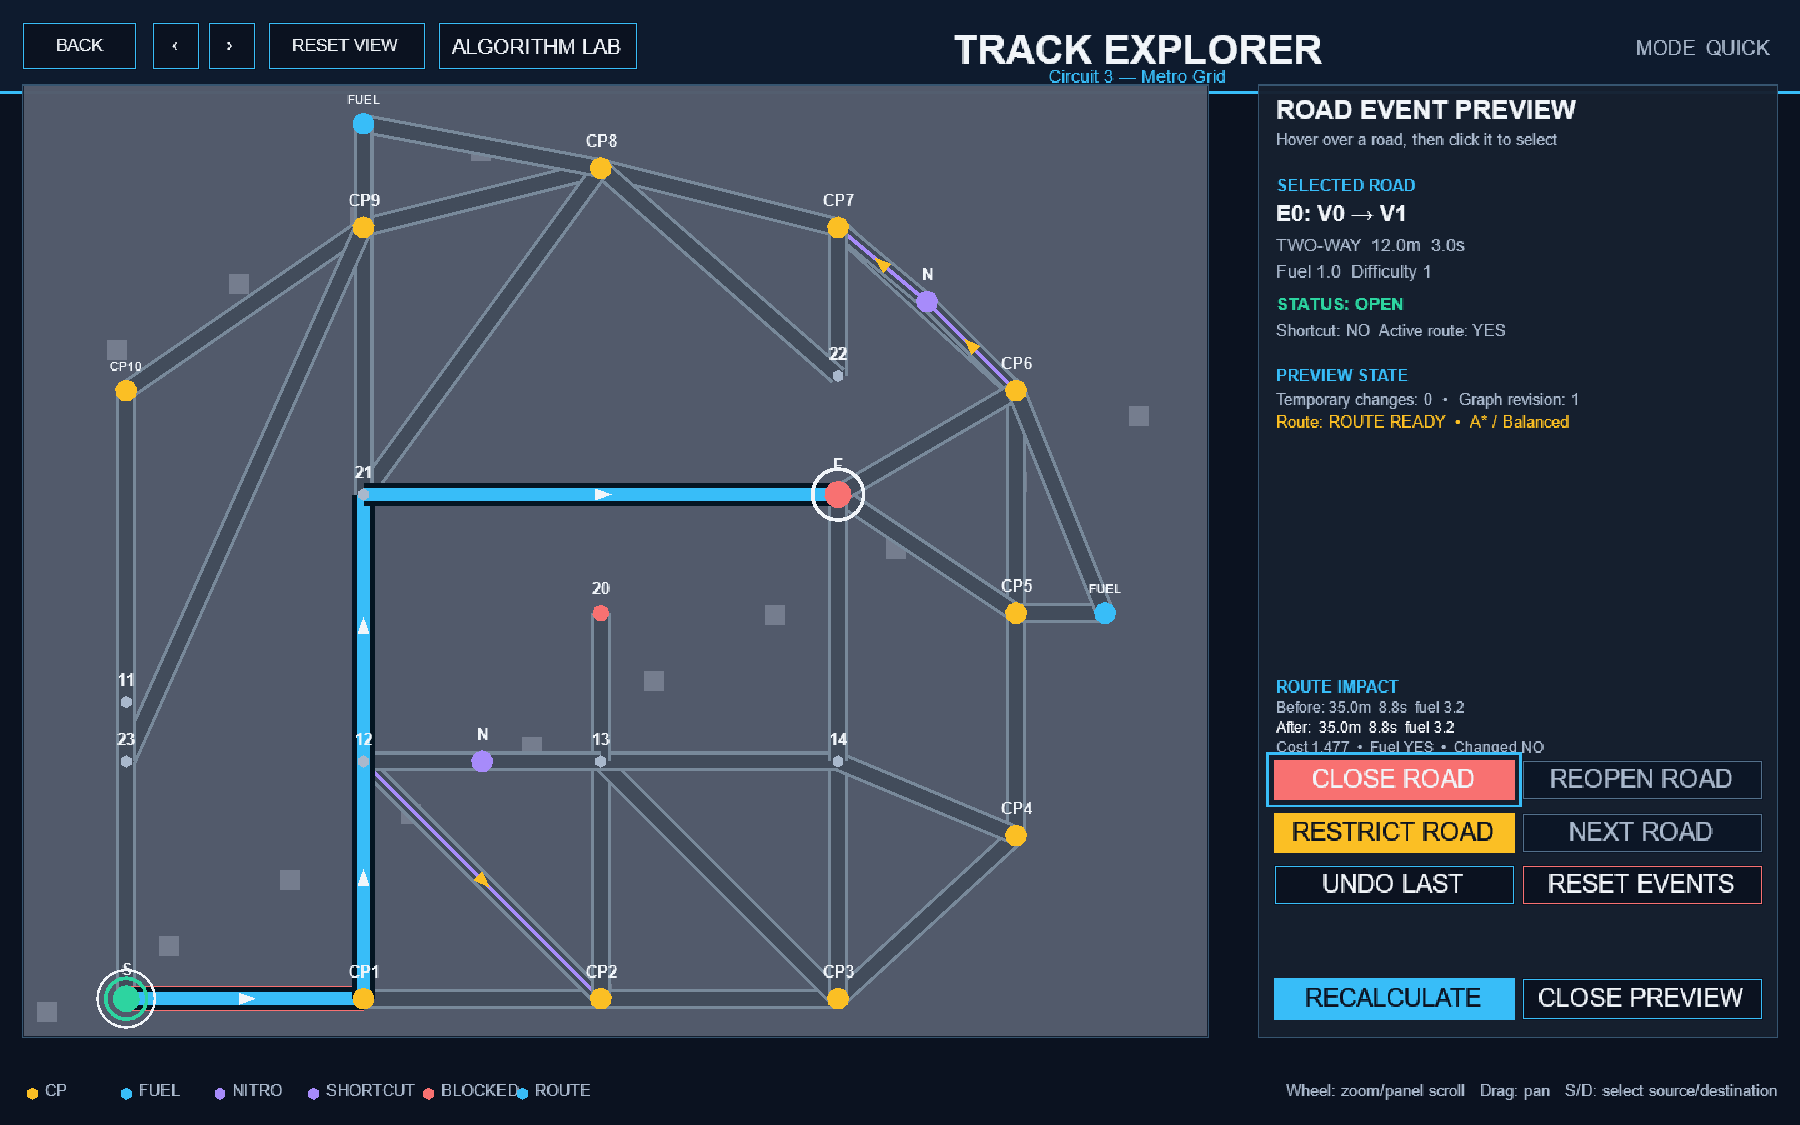 BACK
‹
›
RESET VIEW
ALGORITHM LAB
TRACK EXPLORER
Circuit 3 — Metro Grid
MODE QUICK
FUEL
CP8
CP9
CP7
N
22
CP6
CP10
21
E
20
CP5
FUEL
11
23
12
N
13
14
CP4
S
CP1
CP2
CP3
ROAD EVENT PREVIEW
Hover over a road, then click it to select
SELECTED ROAD
E0: V0 → V1
TWO-WAY 12.0m 3.0s
Fuel 1.0 Difficulty 1
STATUS: OPEN
Shortcut: NO Active route: YES
PREVIEW STATE
Temporary changes: 0 • Graph revision: 1
Route: ROUTE READY • A* / Balanced
ROUTE IMPACT
Before: 35.0m 8.8s fuel 3.2
After: 35.0m 8.8s fuel 3.2
Cost 1.477 • Fuel YES • Changed NO
CLOSE ROAD
REOPEN ROAD
RESTRICT ROAD
NEXT ROAD
UNDO LAST
RESET EVENTS
RECALCULATE
CLOSE PREVIEW
CP
FUEL
NITRO
SHORTCUT
BLOCKED
ROUTE
Wheel: zoom/panel scroll Drag: pan S/D: select source/destination